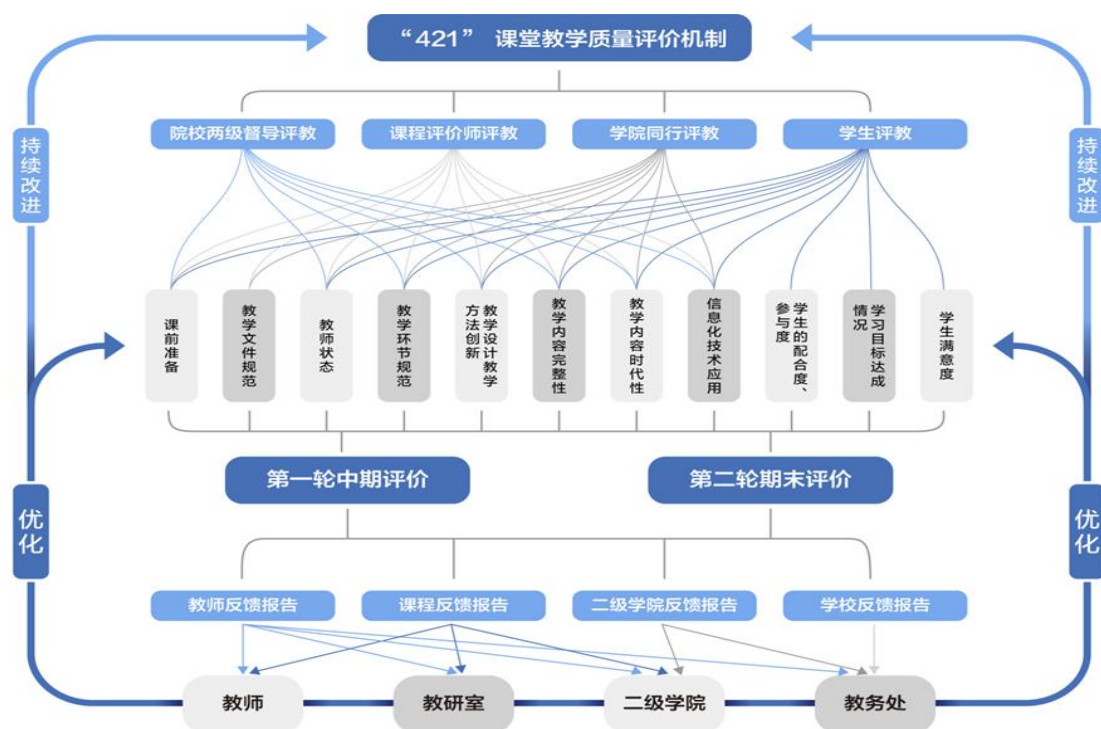 “421” 课堂教学质量评价机制
院校两级督导评教
课程评价师评教
学院同行评教
学生评教
持续改进
持续改进
课前准备
教学文件规范
教师状态
教学环节规范
教学设计教学
方法创新
教学内容完整性
教学内容时代性
信息化技术应用
学生的配合度、
参与度
学习目标达成
情况
学生满意度
第一轮中期评价
第二轮期末评价
优化
优化
教师反馈报告
课程反馈报告
二级学院反馈报告
学校反馈报告
教师
教研室
二级学院
教务处